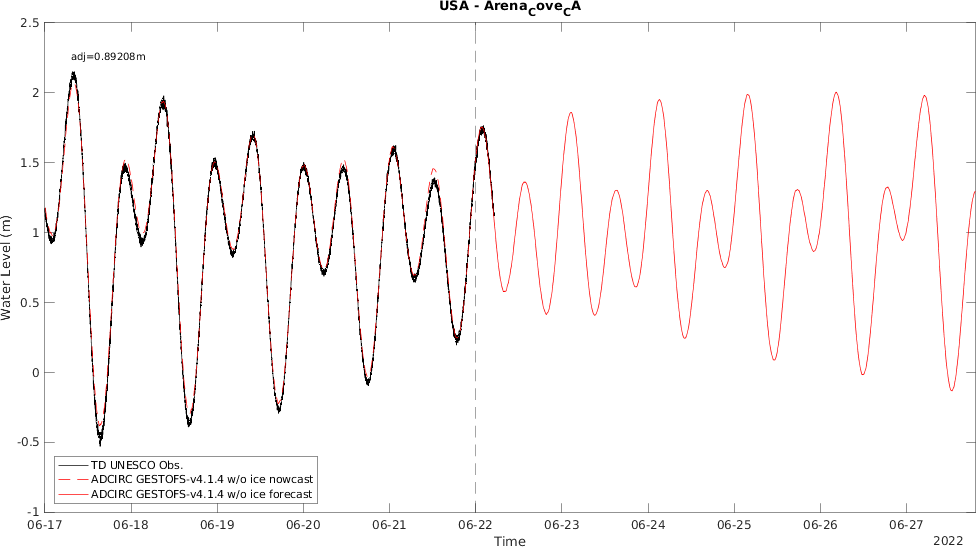 USA - ArenaCoveCA
adj=0.89208m
2.5
2
1.5
1
0.5
0
-0.5
-1
Water Level (m)
TD UNESCO Obs.
ADCIRC GESTOFS-v4.1.4 w/o ice nowcast
ADCIRC GESTOFS-v4.1.4 w/o ice forecast
06-17 06-18 06-19 06-20 06-21 06-22 06-23 06-24 06-25 06-26 06-27
Time
2022